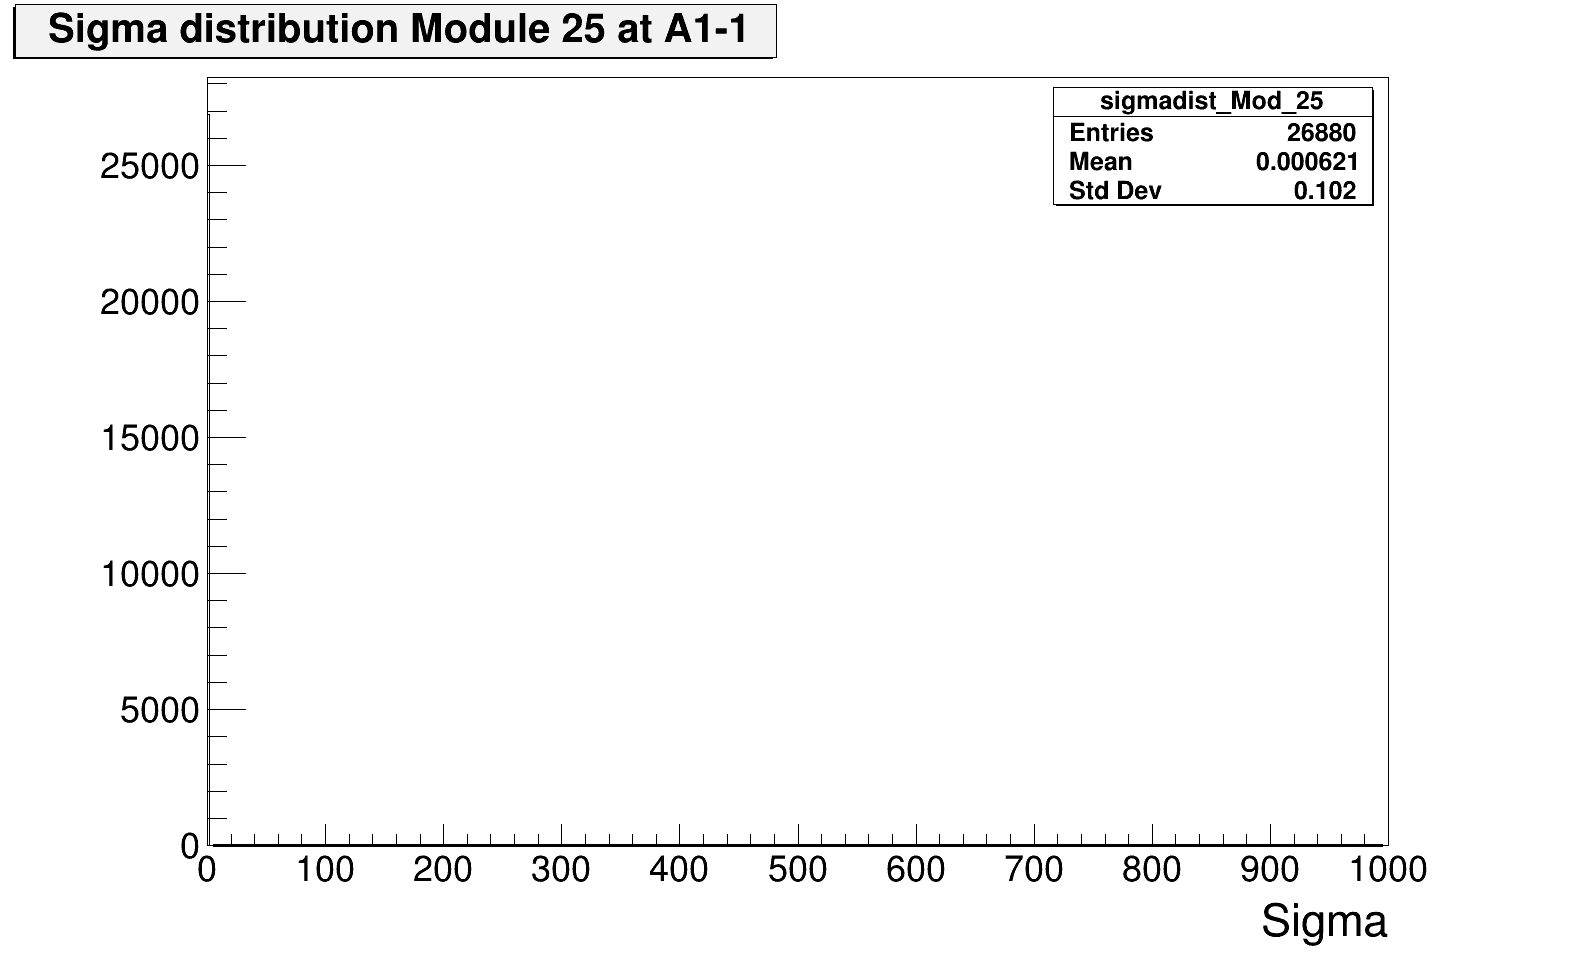 Sigma distribution Module 25 at A1-1
sigmadist_Mod_25
Entries 26880
Mean 0.000621
Std Dev 0.102
25000
20000
15000
10000
5000
0
0 100 200 300 400 500 600 700 800 900 1000
Sigma